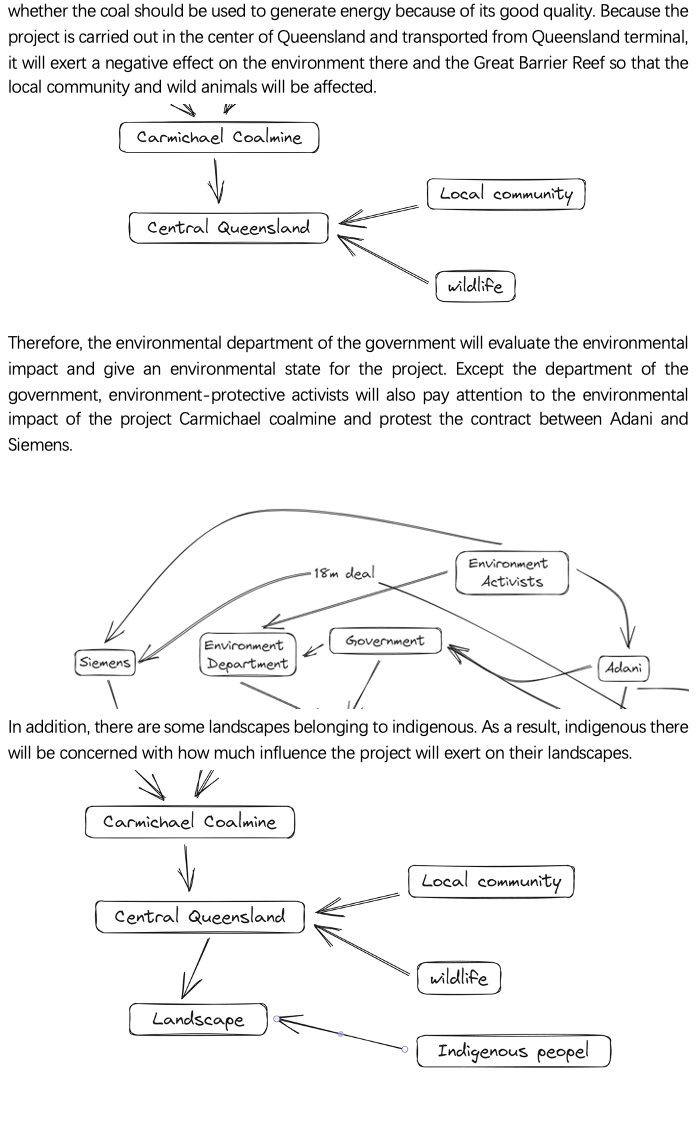 whether the coal should be used to generate energy because of its good quality. Because the
project is carried out in the center of Queensland and transported from Queensland terminal,
it will exert a negative effect on the environment there and the Great Barrier Reef so that the
local community and wild animals will be affected.
Carmichael Coalmine
Local community
Central Queensland
wildlife
Therefore, the environmental department of the government will evaluate the environmental
impact and give an environmental state for the project. Except the department of the
government, environment-protective activists will also pay attention to the environmental
impact of the project Carmichael coalmine and protest the contract between Adani and
Siemens.
Environment
Activists
18m deal
Environment
Department
Government
Siemens
Adani
In addition, there are some landscapes belonging to indigenous. As a result, indigenous there
will be concerned with how much influence the project will exert on their landscapes.
Carmichael Coalmine
Local community
Central Queensland
wildlife
Landscape
Indigenous peopel